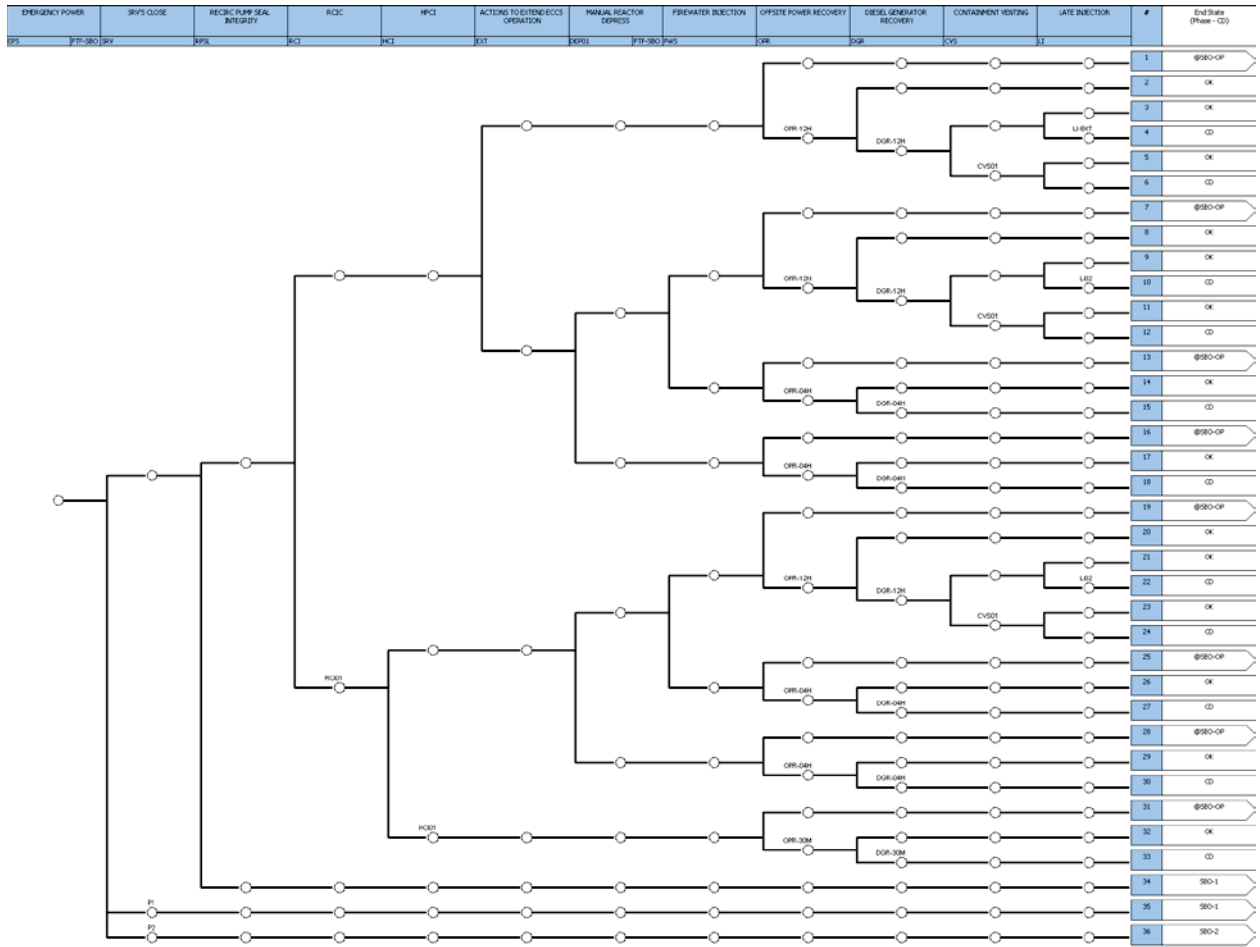 EMERGENCY POWER SRV'S CLOSE RECIRC PUMP SEAL INTEGRITY RCIC HPCI ACTIONS TO EXTEND ECCS OPERATION MANUAL REACTOR DEPRESS FIREWATER INJECTION OFFSITE POWER RECOVERY DIESEL GENERATOR RECOVERY CONTAINMENT VENTING LATE INJECTION # End State (Phase - CD)
EPS FTF-SBO SRV RPSL RCI HCI EXT DEP01 FTF-SBO FWS OPR DGR CVS LI
1 @SBO-OP
2 OK
3 OK
LI-EXT
OPR-12H 4 CD
DGR-12H
5 OK
CVS01
6 CD
7 @SBO-OP
8 OK
9 OK
LI02
OPR-12H 10 CD
DGR-12H
11 OK
CVS01
12 CD
13 @SBO-OP
14 OK
OPR-04H
DGR-04H
15 CD
16 @SBO-OP
17 OK
OPR-04H
DGR-04H
18 CD
19 @SBO-OP
20 OK
21 OK
LI02
OPR-12H 22 CD
DGR-12H
23 OK
CVS01
24 CD
25 @SBO-OP
26 OK
RCI01
OPR-04H
DGR-04H
27 CD
28 @SBO-OP
29 OK
OPR-04H
DGR-04H
30 CD
31 @SBO-OP
HCI01 32 OK
OPR-30M
DGR-30M
33 CD
34 SBO-1
P1
35 SBO-1
P2
36 SBO-2